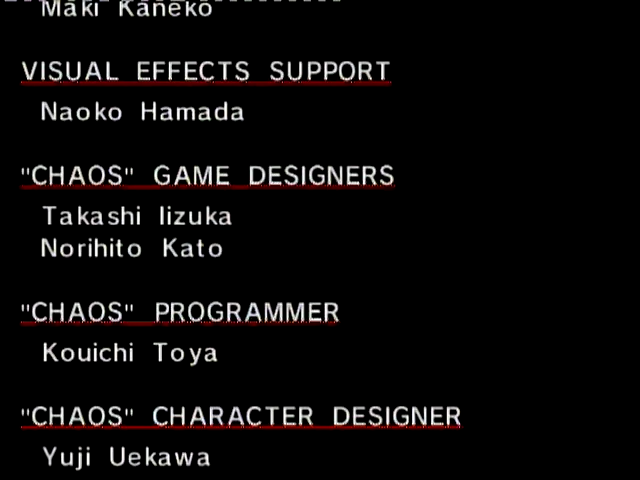 Maki Kaneko
VISUAL EFFECTS SUPPORT
Naoko Hamada
"CHAOS" GAME DESIGNERS
Takashi Iizuka
Norihito Kato
"CHAOS" PROGRAMMER
Kouichi Toya
"CHAOS" CHARACTER DESIGNER
Yuji Uekawa